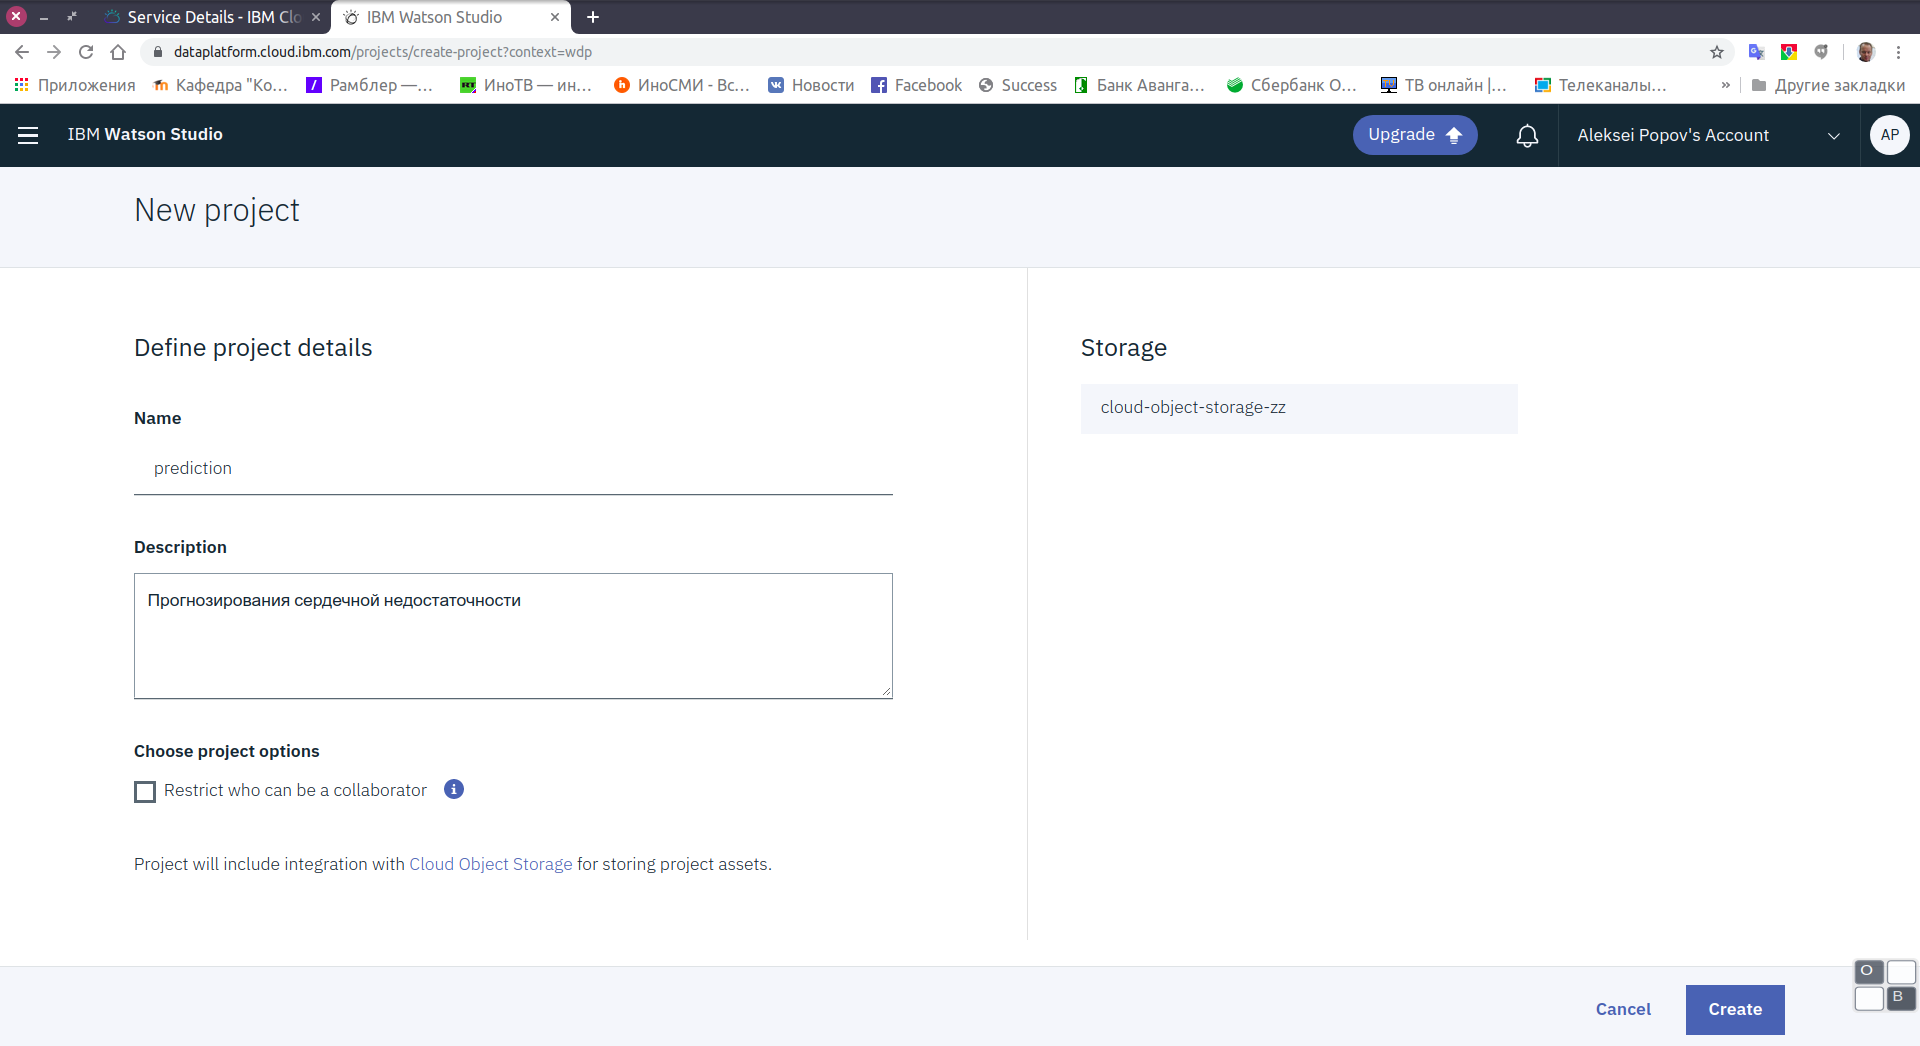 Service Details - IBM Clo
IBM Watson Studio
dataplatform.cloud.ibm.com/projects/create-project?context=wdp
Приложения
Кафедра "Ко...
Рамблер —...
ИноТВ — ин...
ИноСМИ - Вс...
Новости
Facebook
Success
Банк Аванга...
Сбербанк О...
ТВ онлайн |...
Телеканалы...
»
Другие закладки
IBM Watson Studio
Upgrade
Aleksei Popov's Account
AP
New project
Define project details
Storage
cloud-object-storage-zz
Name
prediction
Description
Прогнозирования сердечной недостаточности
Choose project options
Restrict who can be a collaborator
Project will include integration with Cloud Object Storage for storing project assets.
Cancel
Create
O
B